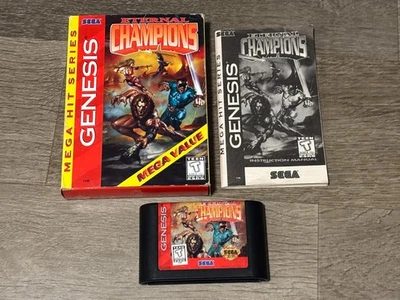 SEGA
ETERNAL
CHAMPIONS
MEGA HIT SERIES
GENESIS
MEGA VALUE
TEEN
ETERNAL
CHAMPIONS
MEGA HIT SERIES
GENESIS
TEEN
INSTRUCTION MANUAL
SEGA
CHAMPIONS
GENESIS
TEEN
SEGA